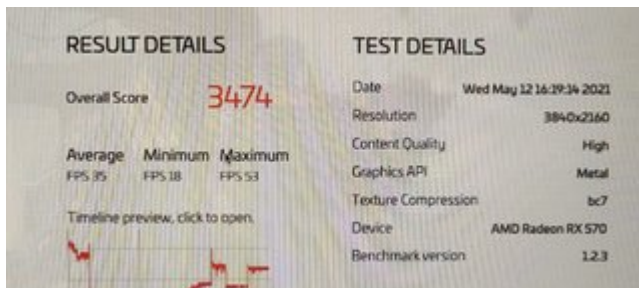 RESULT DETAILS
Overall Score 3474
Average Minimum Maximum
FPS 35 FPS 18 FPS 53
Timeline preview, click to open.
TEST DETAILS
Date Wed May 12 16:19:14 2021
Resolution 3840x2160
Content Quality High
Graphics API Metal
Texture Compression bc7
Device AMD Radeon RX 570
Benchmark version 1.2.3